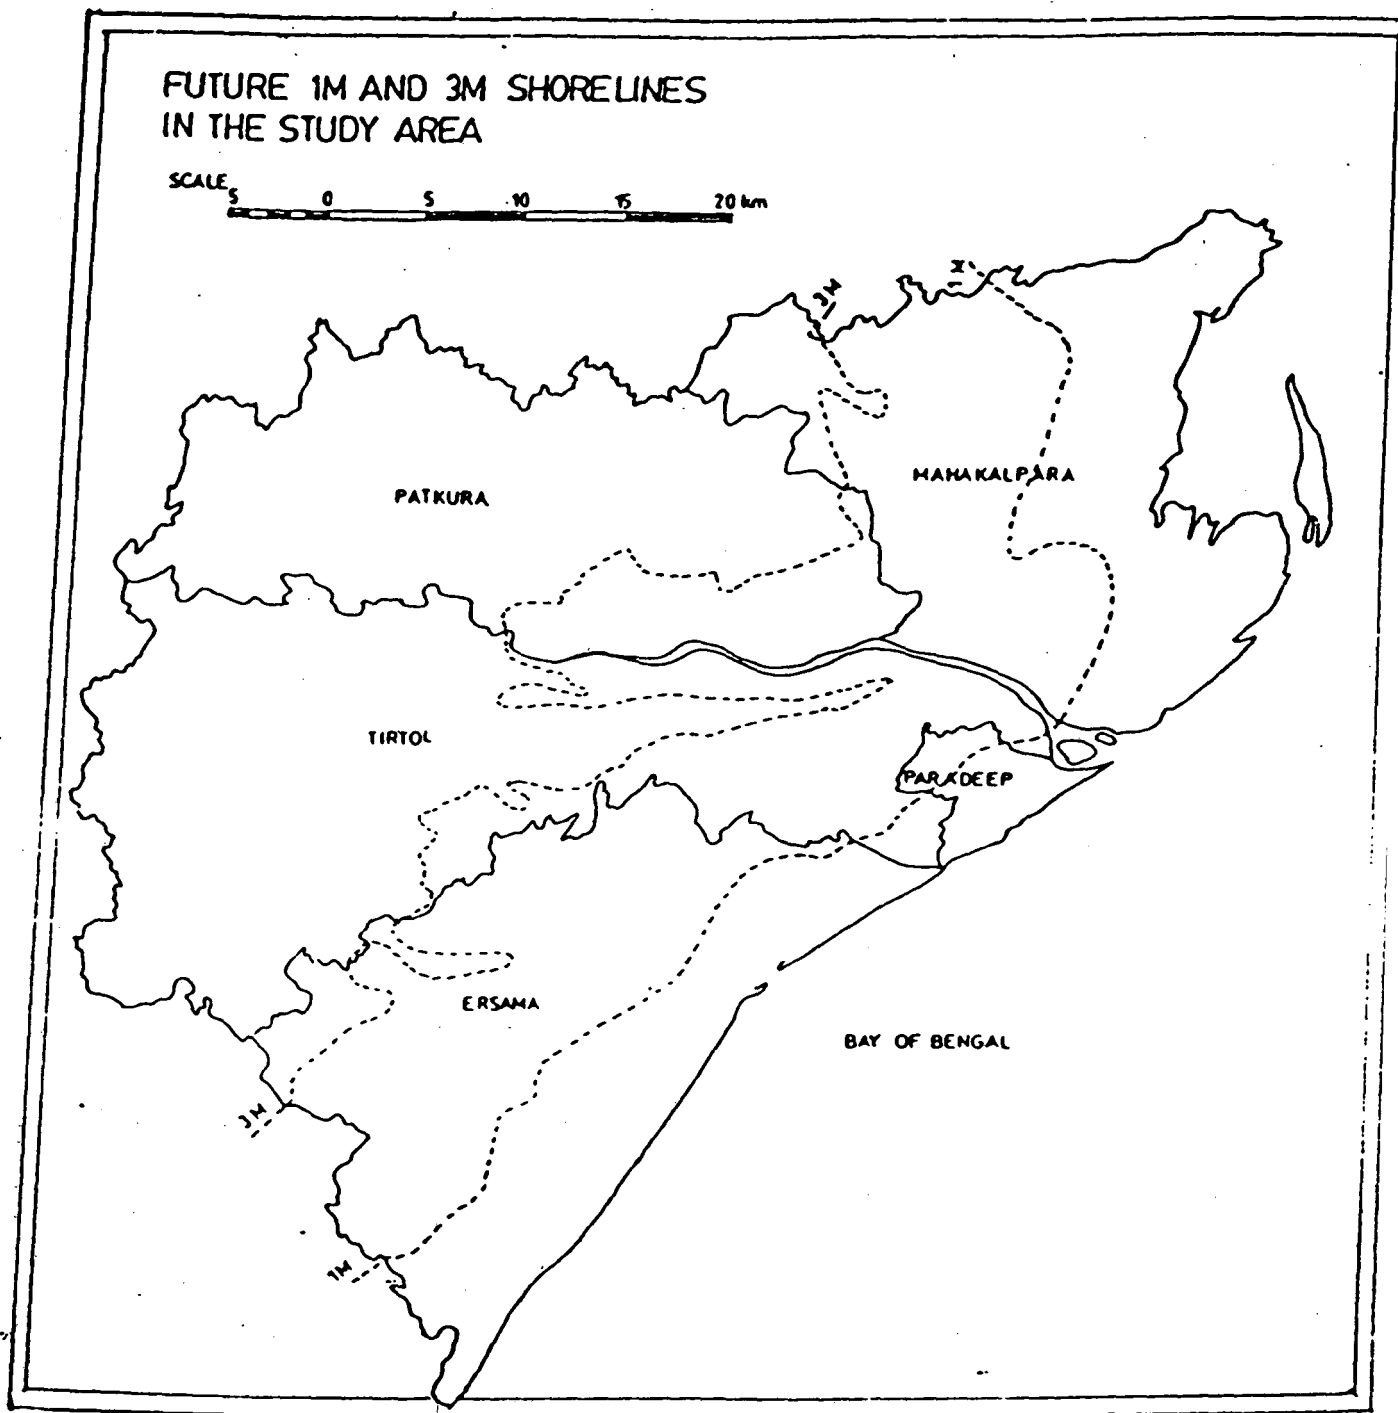 FUTURE 1M AND 3M SHORELINES
IN THE STUDY AREA
SCALE
5 0 5 10 15 20 km
3M
MAHAKALPARA
PATKURA
TIRTOL
PARADEEP
ERSAMA
BAY OF BENGAL
3M
1M